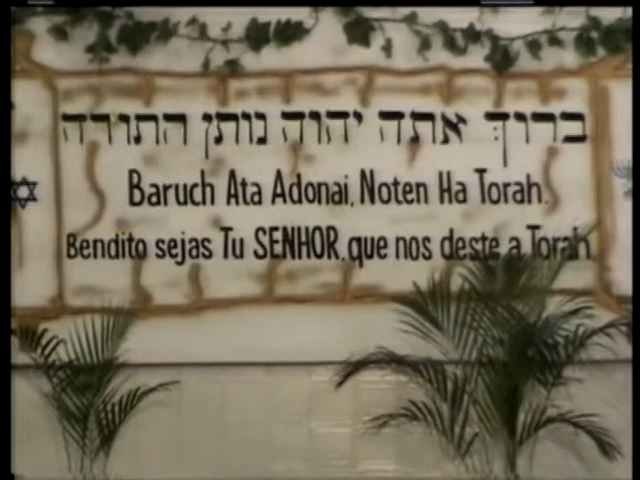 ברוך אתה יהוה נותן התורה
Baruch Ata Adonai, Noten Ha Torah.
Bendito sejas Tu SENHOR, que nos deste a Torah